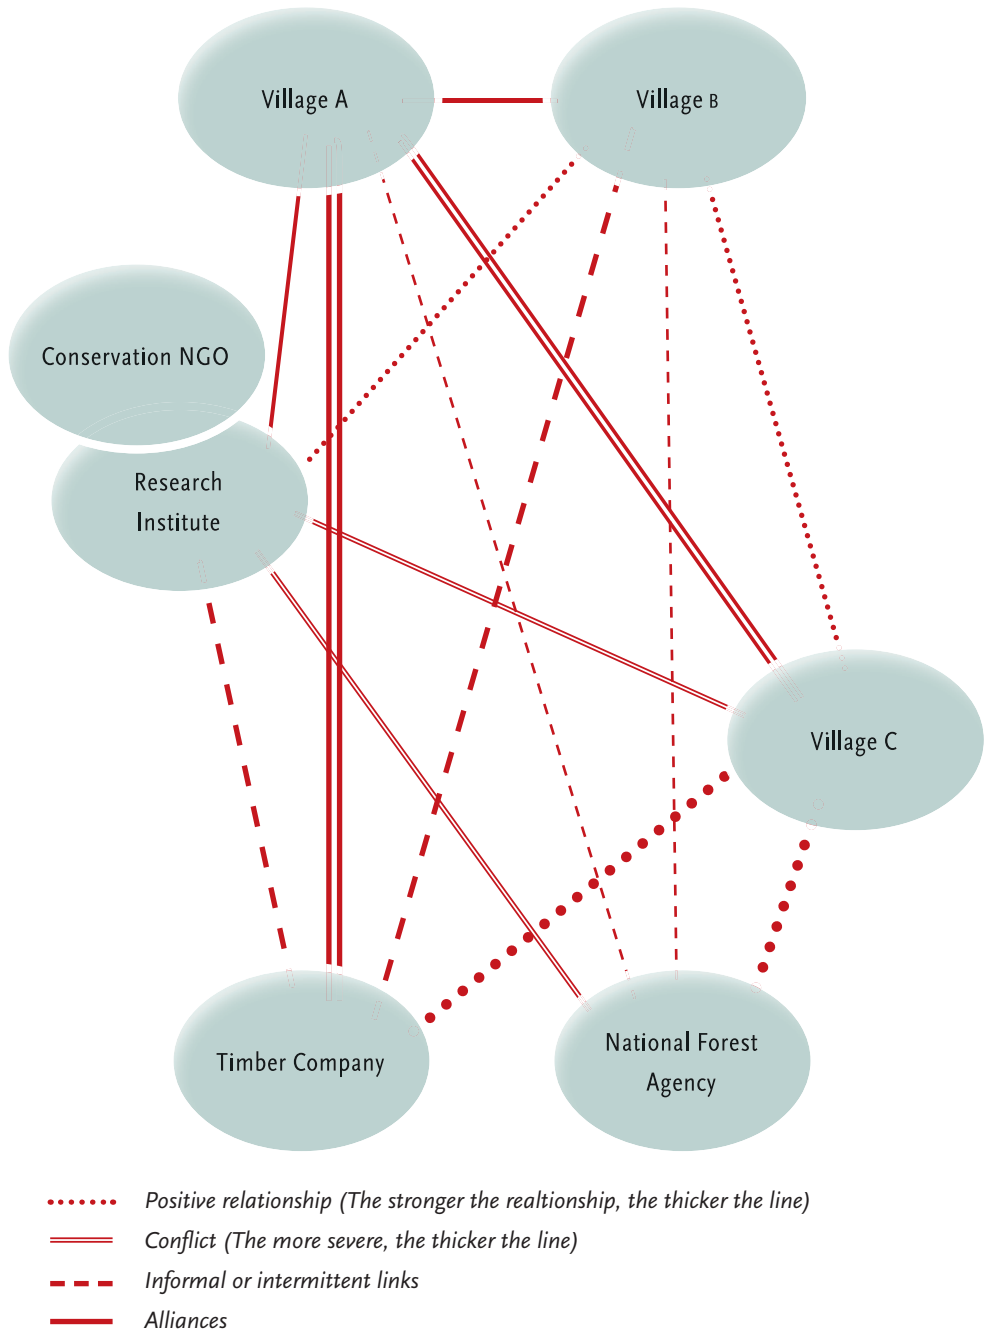 Village A
Village B
Conservation NGO
Research
Institute
Village C
Timber Company
National Forest
Agency
Positive relationship (The stronger the realtionship, the thicker the line)
Conflict (The more severe, the thicker the line)
Informal or intermittent links
Alliances